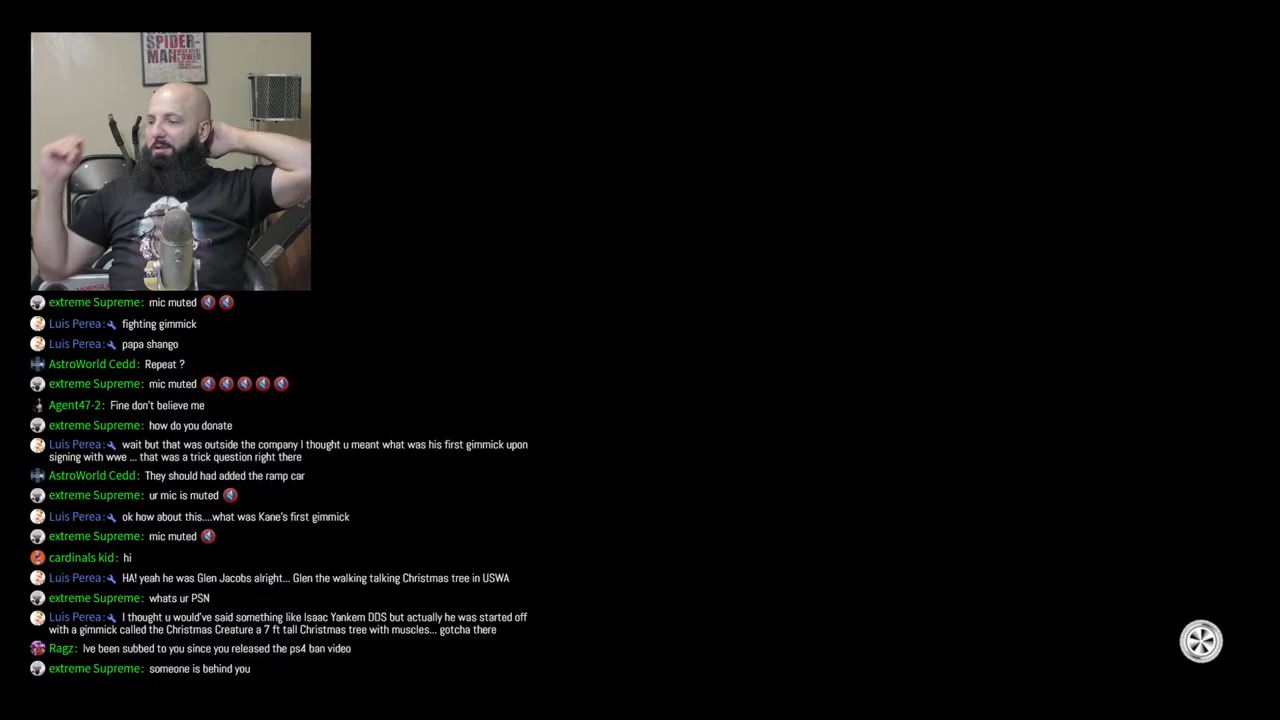 SPIDER-
MAN
extreme Supreme: mic muted
Luis Perea: fighting gimmick
Luis Perea: papa shango
AstroWorld Cedd: Repeat ?
extreme Supreme: mic muted
Agent47-2: Fine don't believe me
extreme Supreme: how do you donate
Luis Perea: wait but that was outside the company I thought u meant what was his first gimmick upon
signing with wwe ... that was a trick question right there
AstroWorld Cedd: They should had added the ramp car
extreme Supreme: ur mic is muted
Luis Perea: ok how about this....what was Kane's first gimmick
extreme Supreme: mic muted
cardinals kid: hi
Luis Perea: HA! yeah he was Glen Jacobs alright... Glen the walking talking Christmas tree in USWA
extreme Supreme: whats ur PSN
Luis Perea: I thought u would've said something like Isaac Yankem DDS but actually he was started off
with a gimmick called the Christmas Creature a 7 ft tall Christmas tree with muscles... gotcha there
Ragz: Ive been subbed to you since you released the ps4 ban video
extreme Supreme: someone is behind you